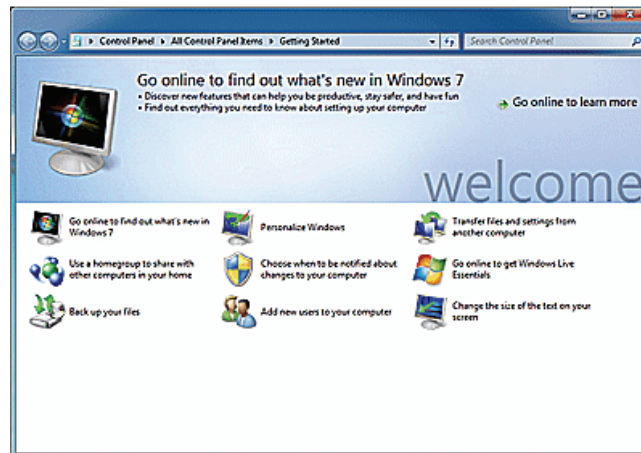 Control Panel ▸ All Control Panel Items ▸ Getting Started
Search Control Panel
Go online to find out what's new in Windows 7
• Discover new features that can help you be productive, stay safer, and have fun
• Find out everything you need to know about setting up your computer
Go online to learn more
welcome
Go online to find out what's new in
Windows 7
Personalize Windows
Transfer files and settings from
another computer
Use a homegroup to share with
other computers in your home
Choose when to be notified about
changes to your computer
Go online to get Windows Live
Essentials
Back up your files
Add new users to your computer
Change the size of the text on your
screen